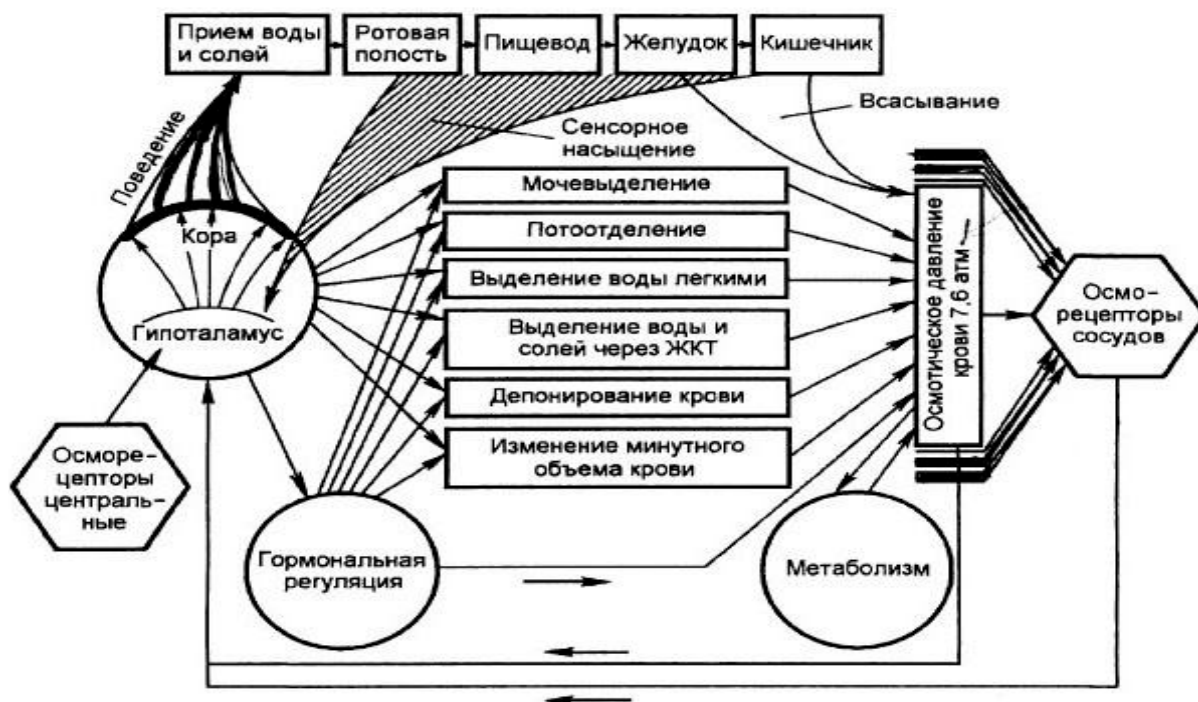 Прием воды
и солей
Ротовая
полость
Пищевод
Желудок
Кишечник
Всасывание
Сенсорное
насыщение
Поведение
Кора
Гипоталамус
Мочевыделение
Потоотделение
Выделение воды легкими
Выделение воды и
солей через ЖКТ
Депонирование крови
Изменение минутного
объема крови
Осмотическое давление
крови 7,6 атм
Осмо-
рецепторы
сосудов
Осморе-
цепторы
централь-
ные
Гормональная
регуляция
Метаболизм